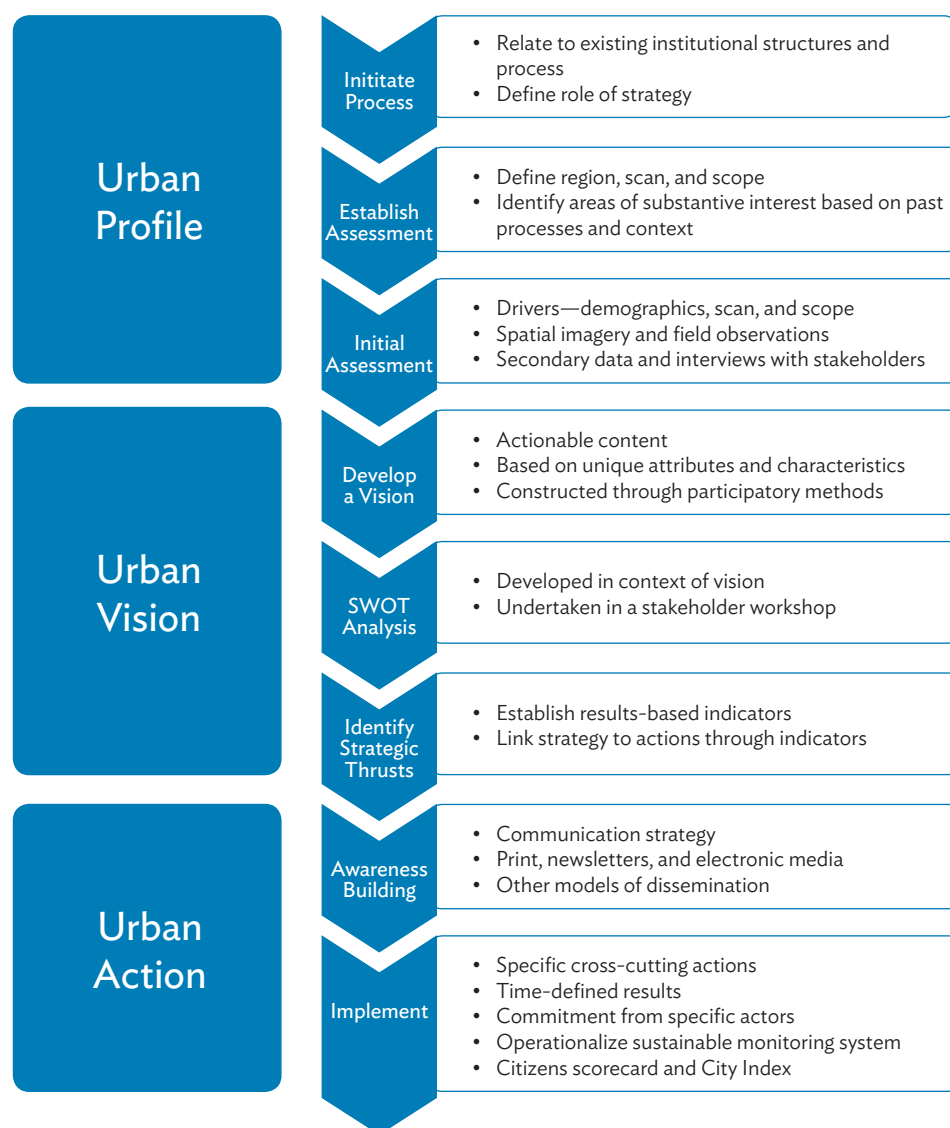 Urban
Profile
Inititate
Process
• Relate to existing institutional structures and
process
• Define role of strategy
Establish
Assessment
• Define region, scan, and scope
• Identify areas of substantive interest based on past
processes and context
Initial
Assessment
• Drivers—demographics, scan, and scope
• Spatial imagery and field observations
• Secondary data and interviews with stakeholders
Urban
Vision
Develop
a Vision
• Actionable content
• Based on unique attributes and characteristics
• Constructed through participatory methods
SWOT
Analysis
• Developed in context of vision
• Undertaken in a stakeholder workshop
Identify
Strategic
Thrusts
• Establish results-based indicators
• Link strategy to actions through indicators
Urban
Action
Awareness
Building
• Communication strategy
• Print, newsletters, and electronic media
• Other models of dissemination
Implement
• Specific cross-cutting actions
• Time-defined results
• Commitment from specific actors
• Operationalize sustainable monitoring system
• Citizens scorecard and City Index